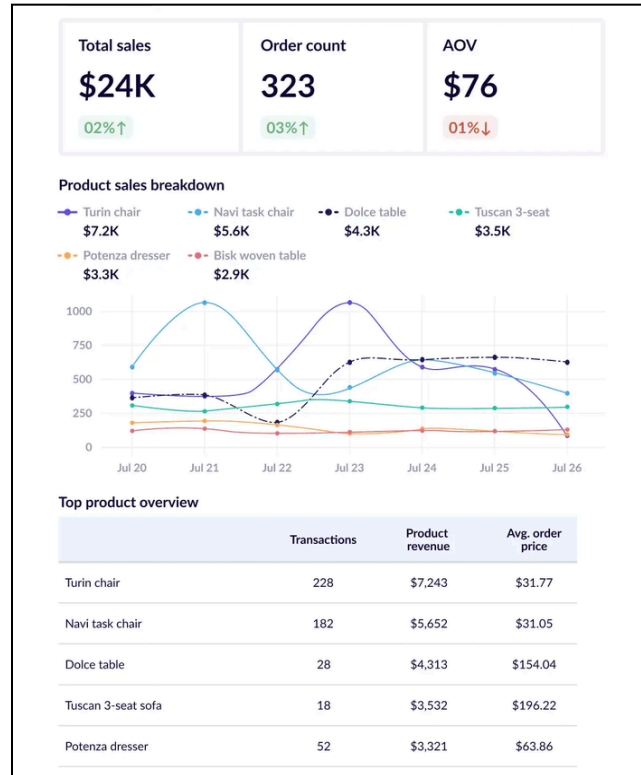 Total sales Order count AOV
$24K 323 $76
02%↑ 03%↑ 01%↓
Product sales breakdown
Turin chair Navi task chair Dolce table Tuscan 3-seat
$7.2K $5.6K $4.3K $3.5K
Potenza dresser Bisk woven table
$3.3K $2.9K
1000
750
500
250
0
Jul 20 Jul 21 Jul 22 Jul 23 Jul 24 Jul 25 Jul 26
Top product overview
Transactions Product revenue Avg. order price
Turin chair 228 $7,243 $31.77
Navi task chair 182 $5,652 $31.05
Dolce table 28 $4,313 $154.04
Tuscan 3-seat sofa 18 $3,532 $196.22
Potenza dresser 52 $3,321 $63.86